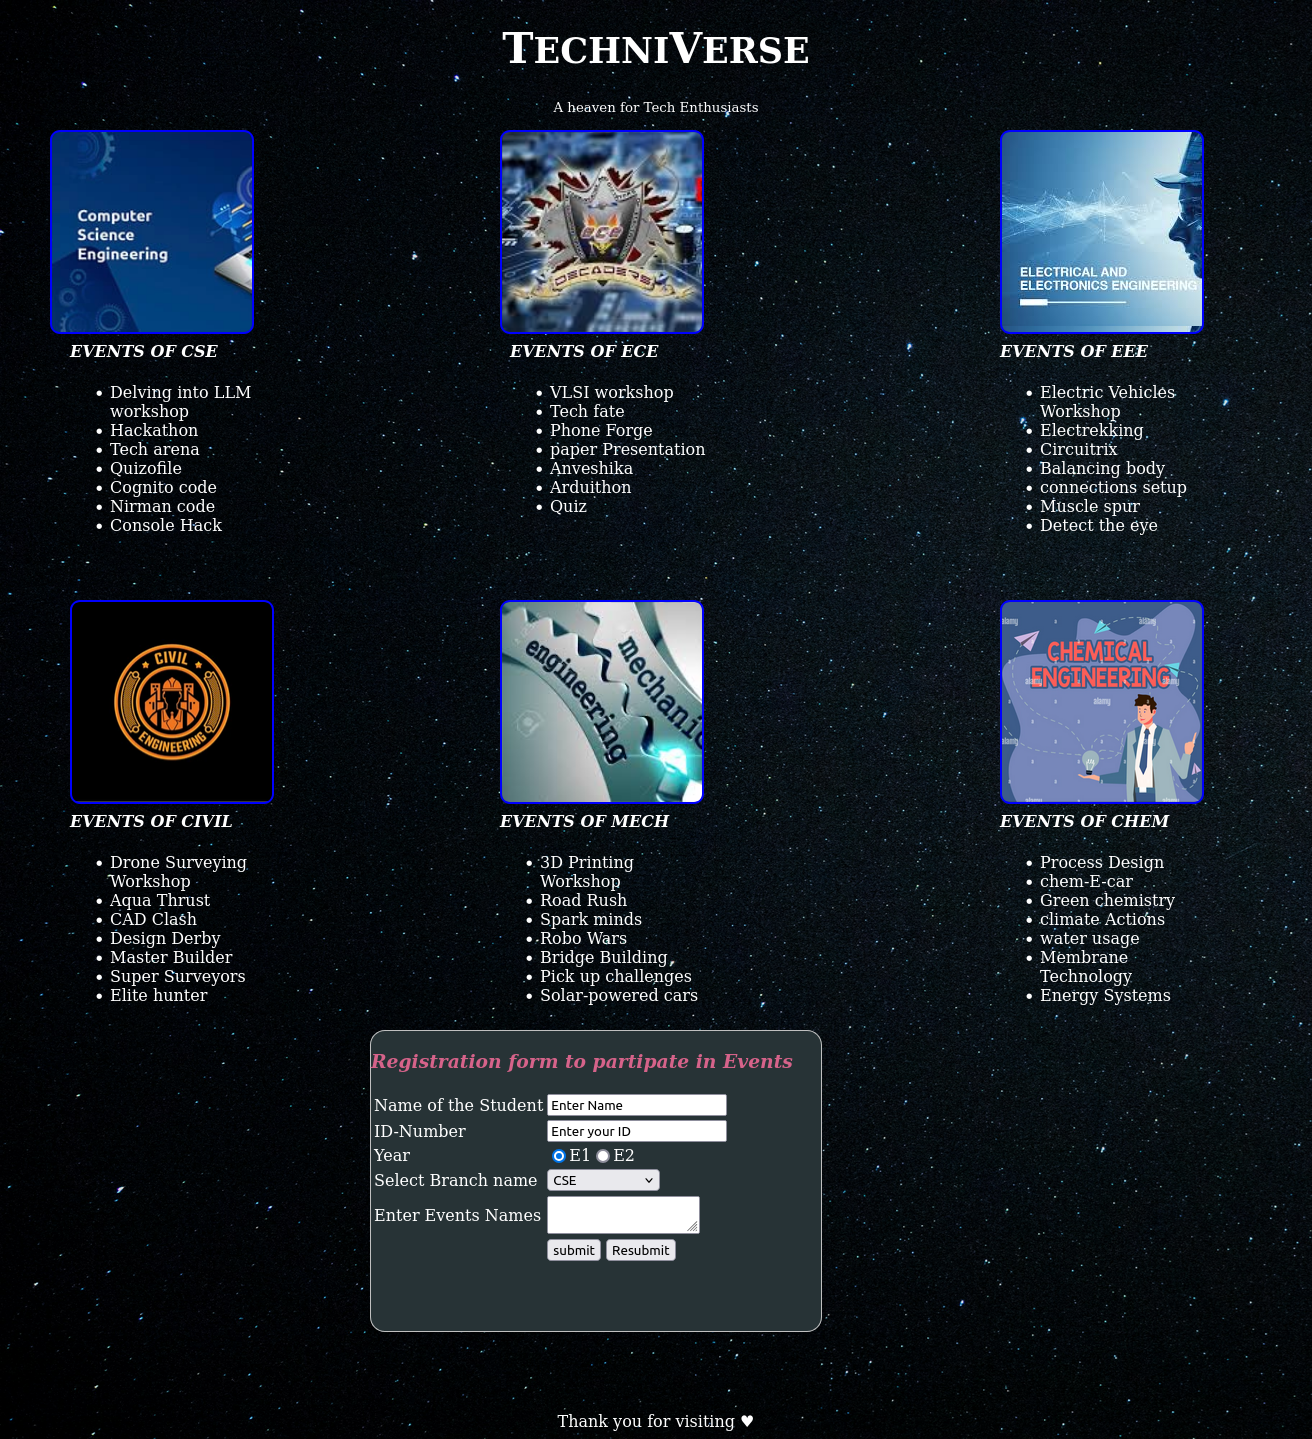 TECHNIVERSE
A heaven for Tech Enthusiasts
Computer
Science
Engineering
ECE
DECADERS
ELECTRICAL AND
ELECTRONICS ENGINEERING
EVENTS OF CSE
Delving into LLM
workshop
Hackathon
Tech arena
Quizofile
Cognito code
Nirman code
Console Hack
EVENTS OF ECE
VLSI workshop
Tech fate
Phone Forge
paper Presentation
Anveshika
Arduithon
Quiz
EVENTS OF EEE
Electric Vehicles
Workshop
Electrekking
Circuitrix
Balancing body
connections setup
Muscle spur
Detect the eye
CIVIL
ENGINEERING
engineering
mechanic
CHEMICAL
ENGINEERING
alamy
EVENTS OF CIVIL
Drone Surveying
Workshop
Aqua Thrust
CAD Clash
Design Derby
Master Builder
Super Surveyors
Elite hunter
EVENTS OF MECH
3D Printing
Workshop
Road Rush
Spark minds
Robo Wars
Bridge Building
Pick up challenges
Solar-powered cars
EVENTS OF CHEM
Process Design
chem-E-car
Green chemistry
climate Actions
water usage
Membrane
Technology
Energy Systems
Registration form to partipate in Events
Name of the Student Enter Name
ID-Number Enter your ID
Year E1 E2
Select Branch name CSE
Enter Events Names
submit Resubmit
Thank you for visiting ♥